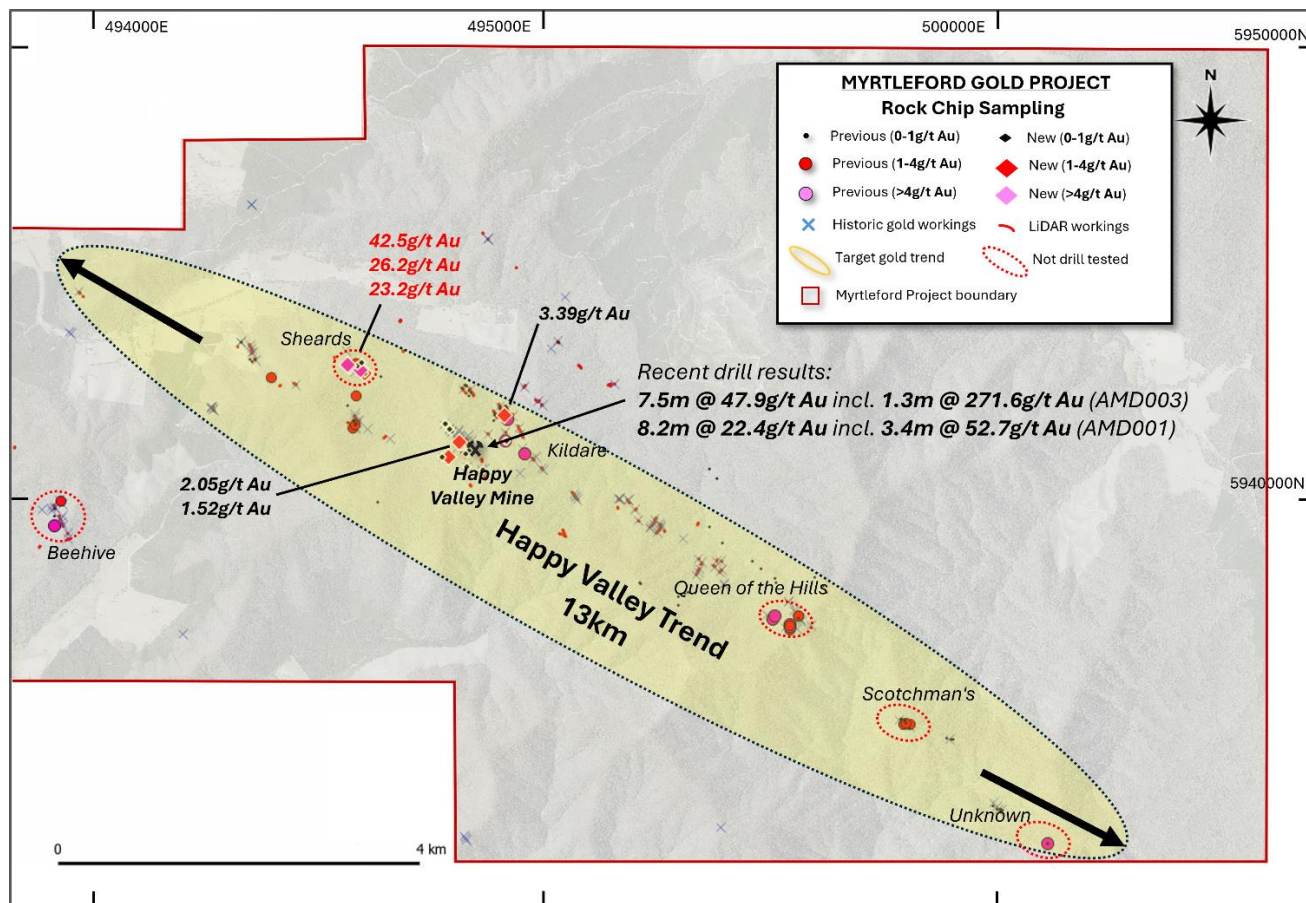 494000E
495000E
500000E
5950000N
MYRTLEFORD GOLD PROJECT
Rock Chip Sampling
Previous (0-1g/t Au)
New (0-1g/t Au)
Previous (1-4g/t Au)
New (1-4g/t Au)
Previous (>4g/t Au)
New (>4g/t Au)
Historic gold workings
LiDAR workings
Target gold trend
Not drill tested
Myrtleford Project boundary
N
42.5g/t Au
26.2g/t Au
23.2g/t Au
3.39g/t Au
Sheards
Recent drill results:
7.5m @ 47.9g/t Au incl. 1.3m @ 271.6g/t Au (AMD003)
8.2m @ 22.4g/t Au incl. 3.4m @ 52.7g/t Au (AMD001)
Kildare
Happy
Valley Mine
2.05g/t Au
1.52g/t Au
5940000N
Beehive
Happy Valley Trend
13km
Queen of the Hills
Scotchman's
Unknown
0
4 km